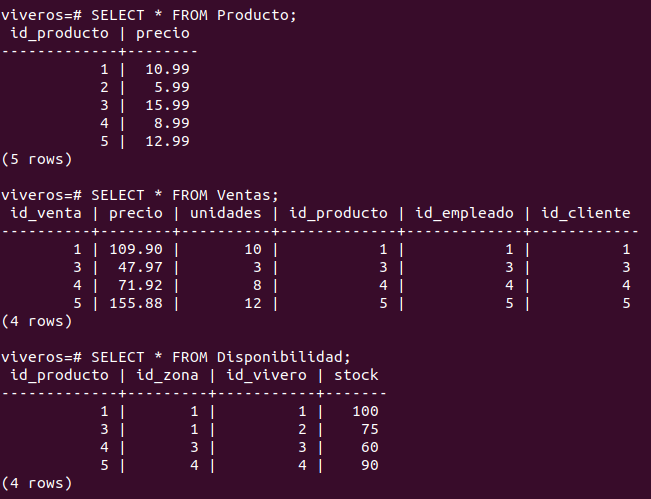 viveros=# SELECT * FROM Producto;
 id_producto | precio
-------------+--------
           1 |  10.99
           2 |   5.99
           3 |  15.99
           4 |   8.99
           5 |  12.99
(5 rows)

viveros=# SELECT * FROM Ventas;
 id_venta | precio | unidades | id_producto | id_empleado | id_cliente
----------+--------+----------+-------------+-------------+------------
        1 | 109.90 |       10 |           1 |           1 |          1
        3 |  47.97 |        3 |           3 |           3 |          3
        4 |  71.92 |        8 |           4 |           4 |          4
        5 | 155.88 |       12 |           5 |           5 |          5
(4 rows)

viveros=# SELECT * FROM Disponibilidad;
 id_producto | id_zona | id_vivero | stock
-------------+---------+-----------+-------
           1 |       1 |         1 |   100
           3 |       1 |         2 |    75
           4 |       3 |         3 |    60
           5 |       4 |         4 |    90
(4 rows)